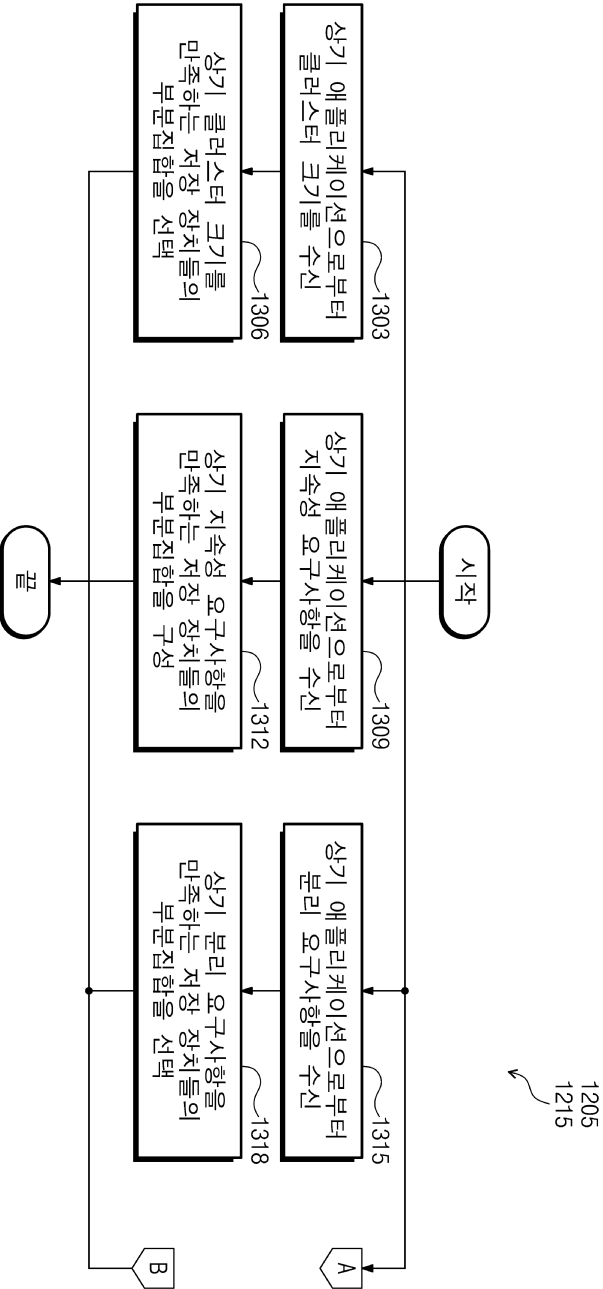 1205
1215
시작
상기 애플리케이션으로부터
클러스터 크기를 수신
1303
상기 애플리케이션으로부터
지속성 요구사항을 수신
1309
상기 애플리케이션으로부터
분리 요구사항을 수신
1315
A
상기 클러스터 크기를
만족하는 저장 장치들의
부분집합을 선택
1306
상기 지속성 요구사항을
만족하는 저장 장치들의
부분집합을 구성
1312
상기 분리 요구사항을
만족하는 저장 장치들의
부분집합을 선택
1318
B
끝